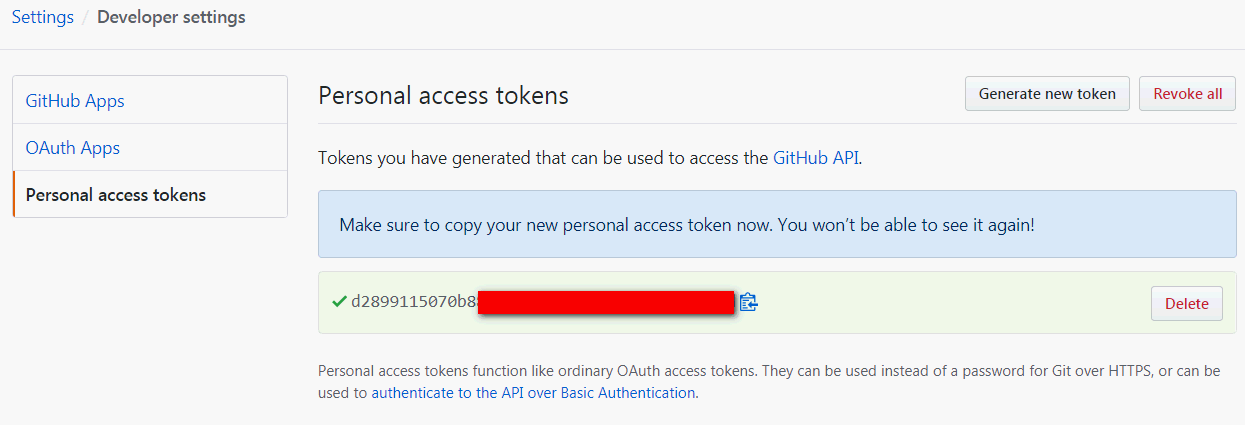 Settings / Developer settings
GitHub Apps
OAuth Apps
Personal access tokens
Personal access tokens
Generate new token
Revoke all
Tokens you have generated that can be used to access the GitHub API.
Make sure to copy your new personal access token now. You won’t be able to see it again!
d2899115070b8
Delete
Personal access tokens function like ordinary OAuth access tokens. They can be used instead of a password for Git over HTTPS, or can be
used to authenticate to the API over Basic Authentication.